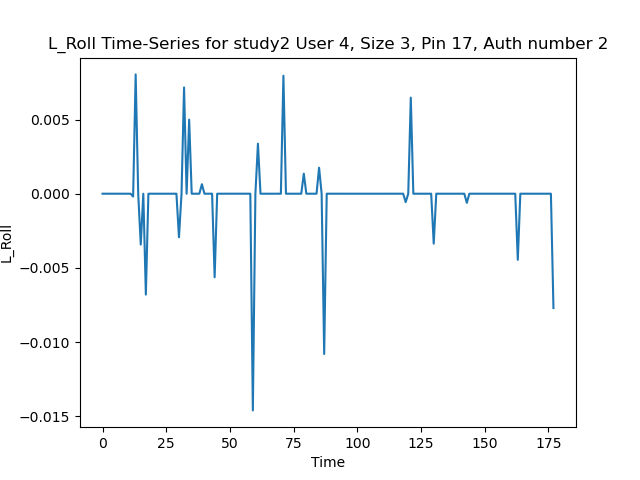 L_Roll Time-Series for study2 User 4, Size 3, Pin 17, Auth number 2
0.005
0.000
−0.005
−0.010
−0.015
L_Roll
0 25 50 75 100 125 150 175
Time